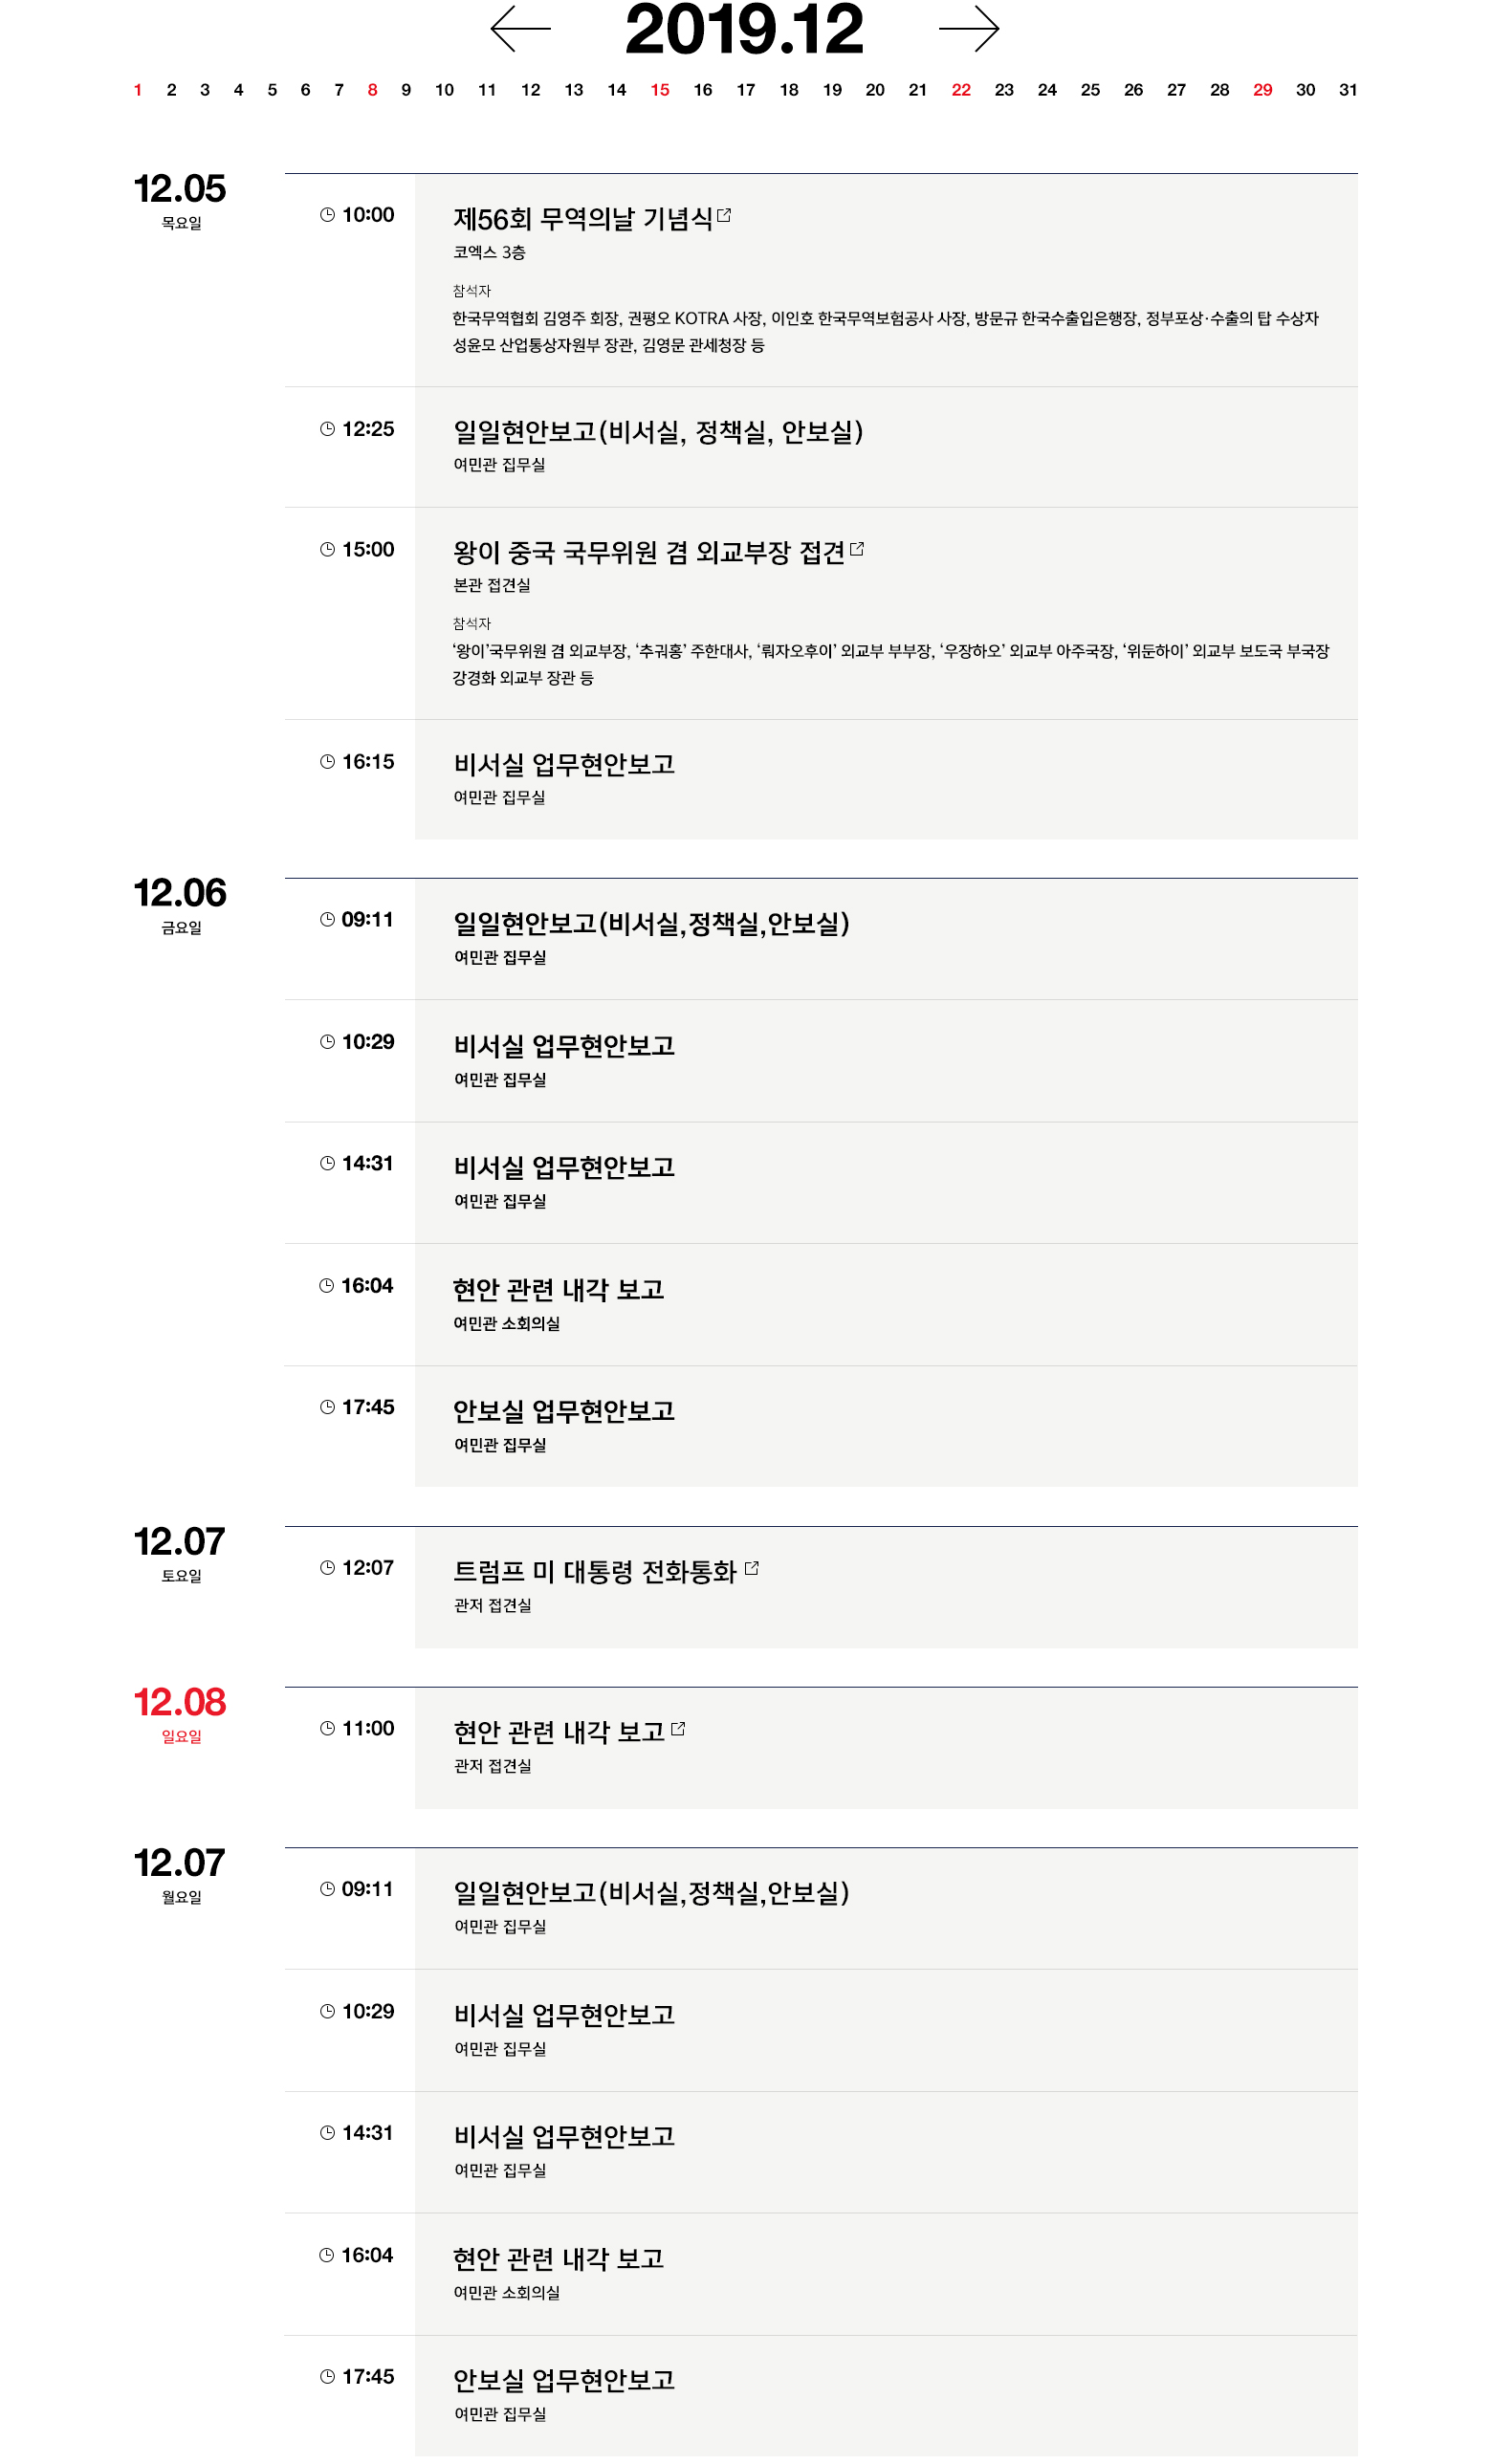 2019.12
1 2 3 4 5 6 7 8 9 10 11 12 13 14 15 16 17 18 19 20 21 22 23 24 25 26 27 28 29 30 31
12.05
목요일
10:00
제56회 무역의날 기념식
코엑스 3층
참석자
한국무역협회 김영주 회장, 권평오 KOTRA 사장, 이인호 한국무역보험공사 사장, 방문규 한국수출입은행장, 정부포상·수출의 탑 수상자
성윤모 산업통상자원부 장관, 김영문 관세청장 등
12:25
일일현안보고(비서실, 정책실, 안보실)
여민관 집무실
15:00
왕이 중국 국무위원 겸 외교부장 접견
본관 접견실
참석자
‘왕이’국무위원 겸 외교부장, ‘추궈홍’ 주한대사, ‘뤄자오후이’ 외교부 부부장, ‘우장하오’ 외교부 아주국장, ‘위둔하이’ 외교부 보도국 부국장
강경화 외교부 장관 등
16:15
비서실 업무현안보고
여민관 집무실
12.06
금요일
09:11
일일현안보고(비서실,정책실,안보실)
여민관 집무실
10:29
비서실 업무현안보고
여민관 집무실
14:31
비서실 업무현안보고
여민관 집무실
16:04
현안 관련 내각 보고
여민관 소회의실
17:45
안보실 업무현안보고
여민관 집무실
12.07
토요일
12:07
트럼프 미 대통령 전화통화
관저 접견실
12.08
일요일
11:00
현안 관련 내각 보고
관저 접견실
12.07
월요일
09:11
일일현안보고(비서실,정책실,안보실)
여민관 집무실
10:29
비서실 업무현안보고
여민관 집무실
14:31
비서실 업무현안보고
여민관 집무실
16:04
현안 관련 내각 보고
여민관 소회의실
17:45
안보실 업무현안보고
여민관 집무실